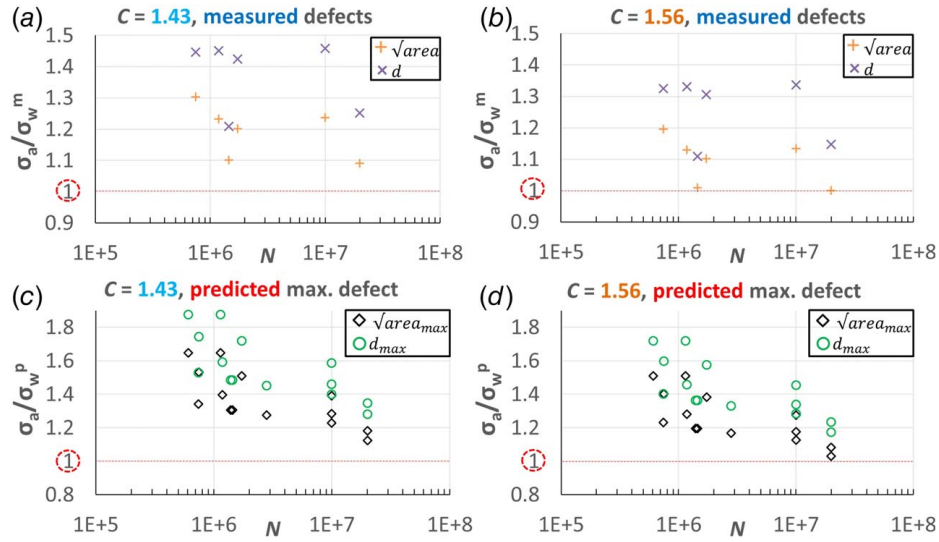 (a) C = 1.43, measured defects
√area
d
σa/σwᵐ
1.5
1.4
1.3
1.2
1.1
1
0.9
1E+5 1E+6 N 1E+7 1E+8
(b) C = 1.56, measured defects
√area
d
σa/σwᵐ
1.5
1.4
1.3
1.2
1.1
1
0.9
1E+5 1E+6 N 1E+7 1E+8
(c) C = 1.43, predicted max. defect
√areamax
dmax
σa/σwᵖ
1.8
1.6
1.4
1.2
1
0.8
1E+5 1E+6 N 1E+7 1E+8
(d) C = 1.56, predicted max. defect
√areamax
dmax
σa/σwᵖ
1.8
1.6
1.4
1.2
1
0.8
1E+5 1E+6 N 1E+7 1E+8